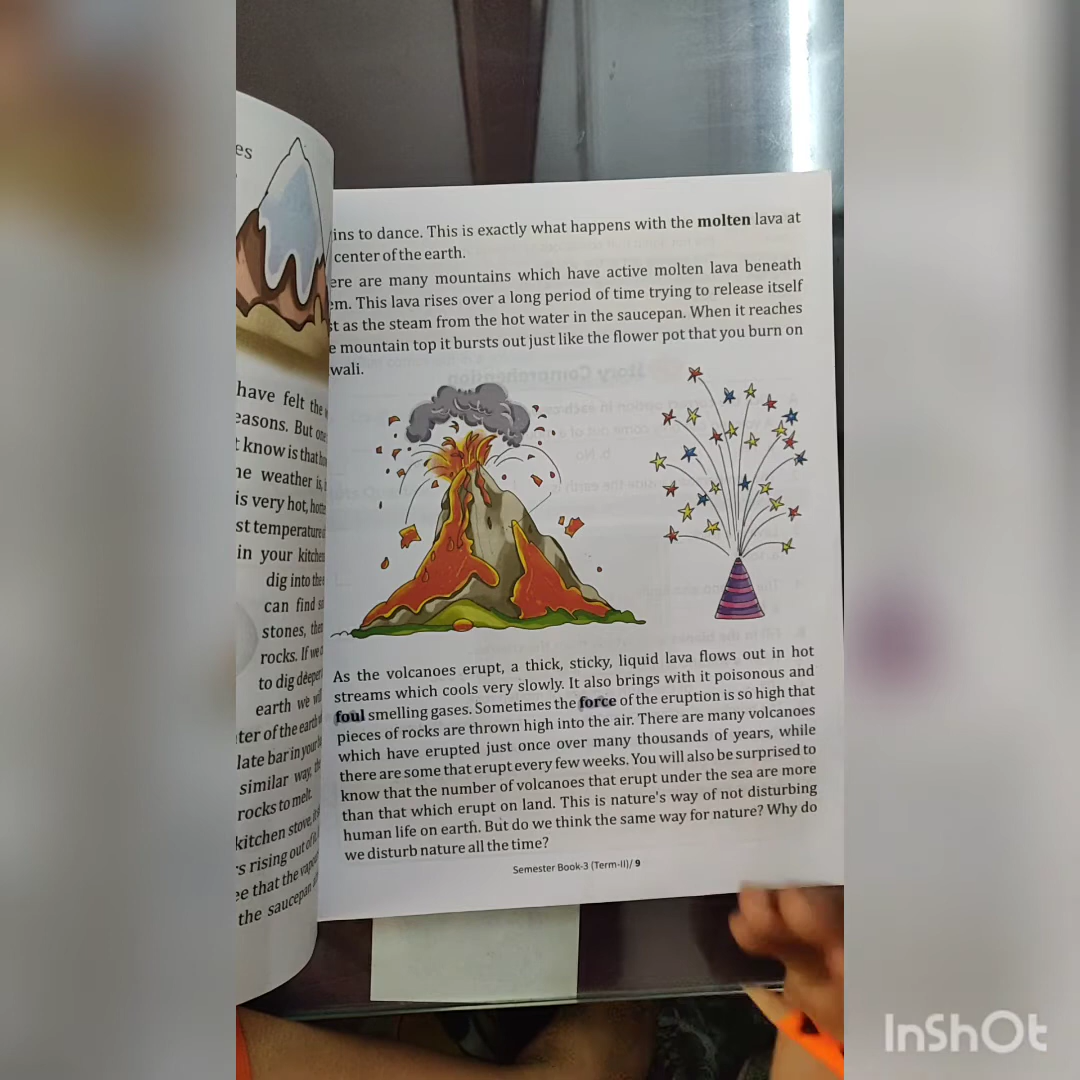 es
have felt the
easons. But one
t know is that
he weather is,
is very hot,
st temperature
in your kitchen
dig into the
can find
stones,
rocks. If we
to dig deeper
earth we
ter of the earth
late bar in your
similar way,
rocks to melt.
kitchen stove,
rs rising out of
ee that the
the saucepan
ins to dance. This is exactly what happens with the molten lava at
center of the earth.
ere are many mountains which have active molten lava beneath
em. This lava rises over a long period of time trying to release itself
st as the steam from the hot water in the saucepan. When it reaches
e mountain top it bursts out just like the flower pot that you burn on
wali.
As the volcanoes erupt, a thick, sticky, liquid lava flows out in hot
streams which cools very slowly. It also brings with it poisonous and
foul smelling gases. Sometimes the force of the eruption is so high that
pieces of rocks are thrown high into the air. There are many volcanoes
which have erupted just once over many thousands of years, while
there are some that erupt every few weeks. You will also be surprised to
know that the number of volcanoes that erupt under the sea are more
than that which erupt on land. This is nature's way of not disturbing
human life on earth. But do we think the same way for nature? Why do
we disturb nature all the time?
Semester Book-3 (Term-II)/ 9
InShOt